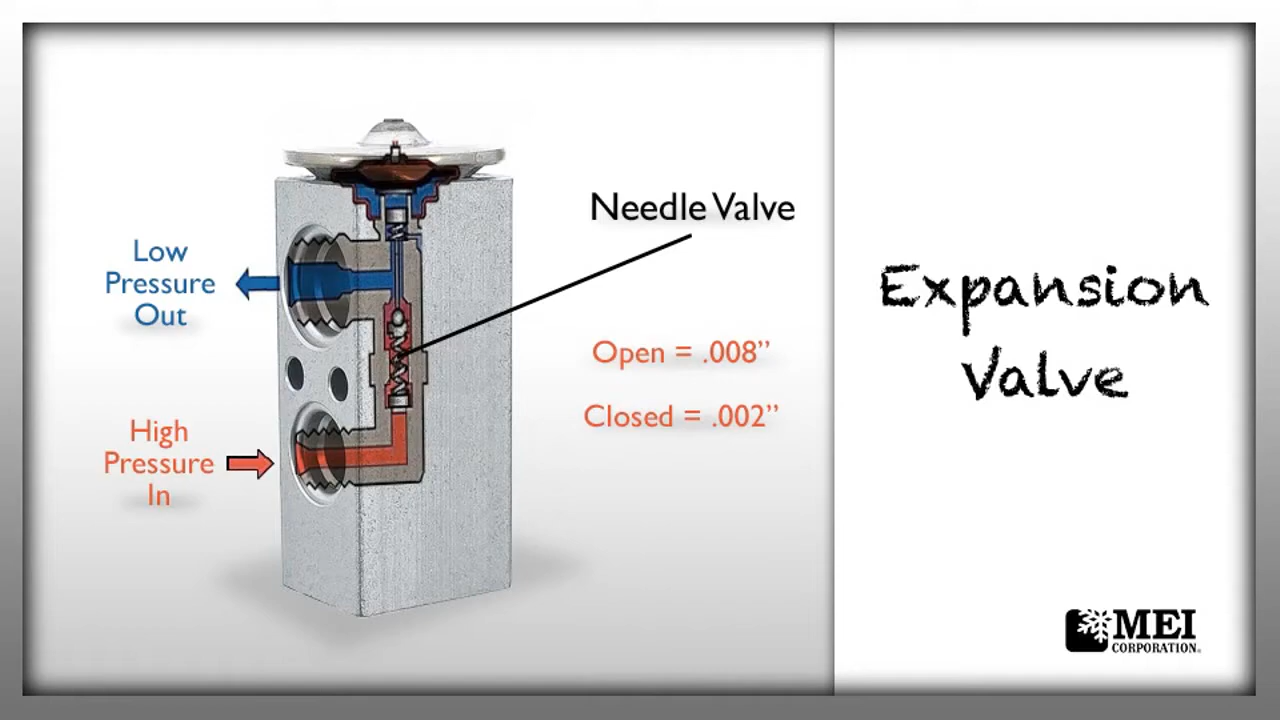 Low
Pressure
Out
High
Pressure
In
Needle Valve
Open = .008”
Closed = .002”
Expansion
Valve
MEI
CORPORATION